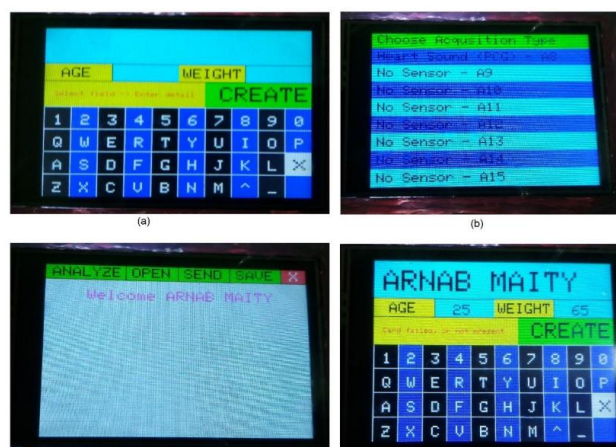 AGE WEIGHT
Select field -- Enter detail CREATE
1 2 3 4 5 6 7 8 9 0
Q W E R T Y U I O P
A S D F G H J K L X
Z X C V B N M ^ _
(a)
Choose Acqusition Type
Heart Sound (PCG) - A8
No Sensor - A9
No Sensor - A10
No Sensor - A11
No Sensor - A12
No Sensor - A13
No Sensor - A14
No Sensor - A15
(b)
ANALYZE OPEN SEND SAVE X
Welcome ARNAB MAITY
ARNAB MAITY
AGE 25 WEIGHT 65
Card failed, or not present CREATE
1 2 3 4 5 6 7 8 9 0
Q W E R T Y U I O P
A S D F G H J K L X
Z X C V B N M ^ _